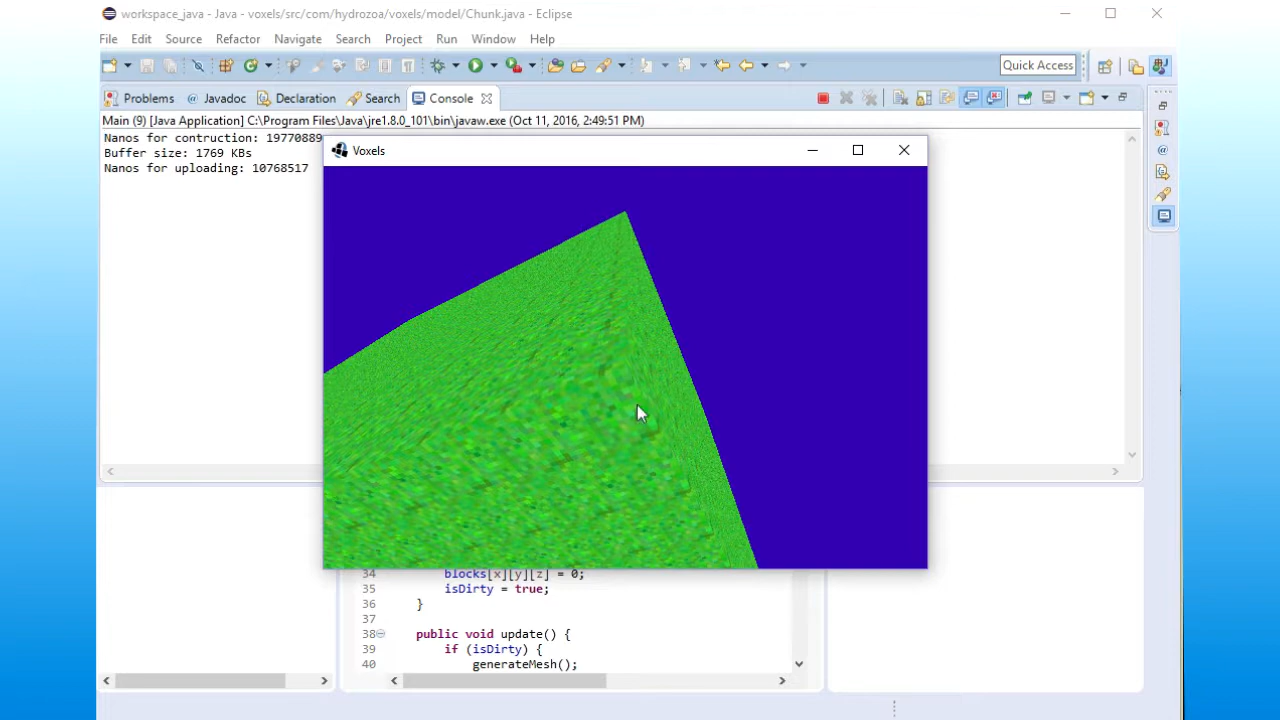 workspace_java - Java - voxels/src/com/hydrozoa/voxels/model/Chunk.java - Eclipse
File Edit Source Refactor Navigate Search Project Run Window Help
Quick Access
Problems Javadoc Declaration Search Console
Main (9) [Java Application] C:\Program Files\Java\jre1.8.0_101\bin\javaw.exe (Oct 11, 2016, 2:49:51 PM)
Nanos for contruction: 19770889
Buffer size: 1769 KBs
Nanos for uploading: 10768517
Voxels
34 blocks[x][y][z] = 0;
35 isDirty = true;
36 }
37
38 public void update() {
39 if (isDirty) {
40 generateMesh();